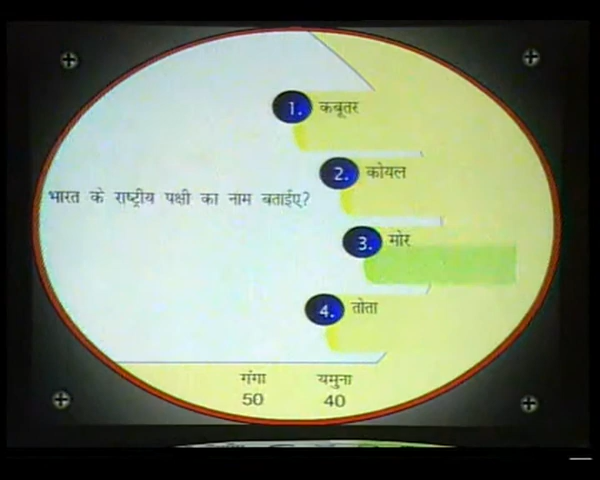 1. कबूतर
2. कोयल
भारत के राष्ट्रीय पक्षी का नाम बताईए?
3. मोर
4. तोता
गंगा यमुना
50 40